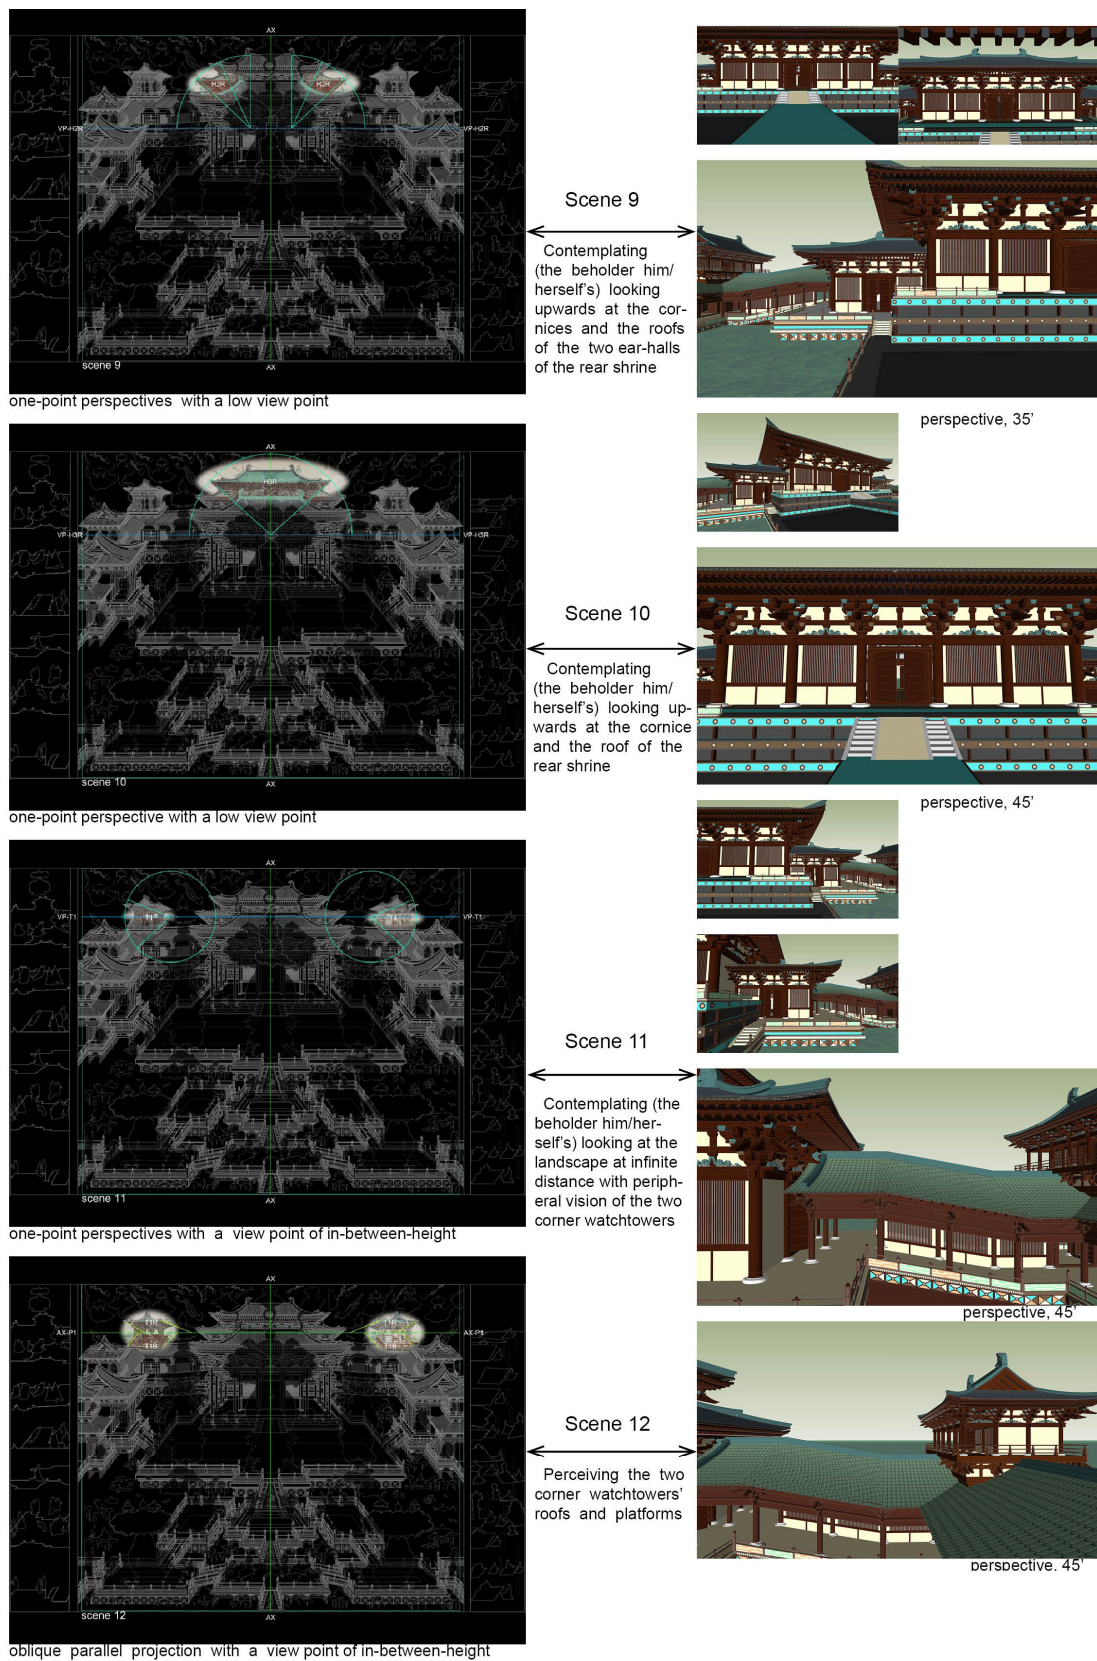 AX
H2R
H2R
VP-H2R
VP-H2R
scene 9
AX
one-point perspectives with a low view point
Scene 9
Contemplating
(the beholder him/
herself's) looking
upwards at the cor-
nices and the roofs
of the two ear-halls
of the rear shrine
perspective, 35'
AX
H3R
VP-H3R
VP-H3R
scene 10
AX
one-point perspective with a low view point
Scene 10
Contemplating
(the beholder him/
herself's) looking up-
wards at the cornice
and the roof of the
rear shrine
perspective, 45'
AX
VP-T1
VP-T1
scene 11
AX
one-point perspectives with a view point of in-between-height
Scene 11
Contemplating (the
beholder him/her-
self's) looking at the
landscape at infinite
distance with periph-
eral vision of the two
corner watchtowers
perspective, 45'
AX
T1R
T1R
AX-P1
AX-P1
T1B
T1B
scene 12
AX
oblique parallel projection with a view point of in-between-height
Scene 12
Perceiving the two
corner watchtowers'
roofs and platforms
perspective, 45'